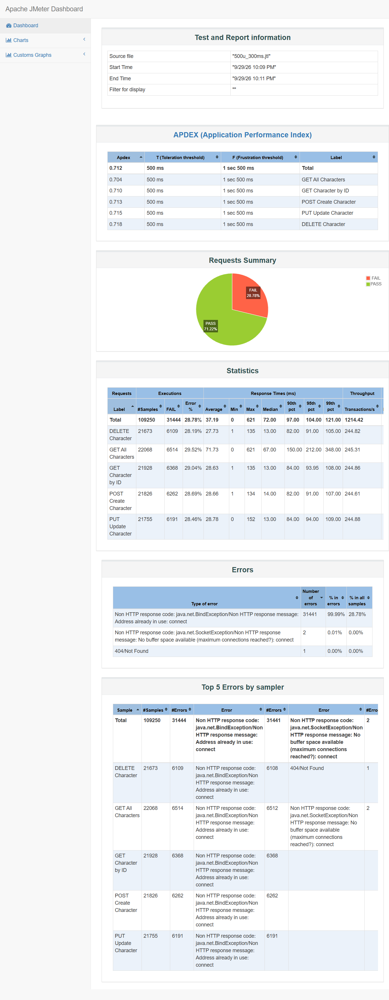 Apache JMeter Dashboard
Dashboard
Charts
Customs Graphs
Test and Report information
Source file "500u_300ms.jtl"
Start Time "9/29/26 10:09 PM"
End Time "9/29/26 10:11 PM"
Filter for display ""
APDEX (Application Performance Index)
Apdex T (Toleration threshold) F (Frustration threshold) Label
0.712 500 ms 1 sec 500 ms Total
0.704 500 ms 1 sec 500 ms GET All Characters
0.710 500 ms 1 sec 500 ms GET Character by ID
0.713 500 ms 1 sec 500 ms POST Create Character
0.715 500 ms 1 sec 500 ms PUT Update Character
0.718 500 ms 1 sec 500 ms DELETE Character
Requests Summary
FAIL
PASS
FAIL
28.78%
PASS
71.22%
Statistics
Requests Executions Response Times (ms) Throughput
Label #Samples FAIL Error % Average Min Max Median 90th pct 95th pct 99th pct Transactions/s
Total 109250 31444 28.78% 37.19 0 621 72.00 97.00 104.00 121.00 1214.42
DELETE Character 21673 6109 28.19% 27.73 1 135 13.00 82.00 91.00 105.00 244.82
GET All Characters 22068 6514 29.52% 71.73 0 621 67.00 150.00 212.00 348.00 245.31
GET Character by ID 21928 6368 29.04% 28.63 1 135 13.00 84.00 93.95 108.00 244.86
POST Create Character 21826 6262 28.69% 28.66 1 134 14.00 82.00 91.00 107.00 244.61
PUT Update Character 21755 6191 28.46% 28.78 0 152 13.00 84.00 94.00 109.00 244.88
Errors
Type of error Number of errors % in errors % in all samples
Non HTTP response code: java.net.BindException/Non HTTP response message: Address already in use: connect 31441 99.99% 28.78%
Non HTTP response code: java.net.SocketException/Non HTTP response message: No buffer space available (maximum connections reached?): connect 2 0.01% 0.00%
404/Not Found 1 0.00% 0.00%
Top 5 Errors by sampler
Sample #Samples #Errors Error #Errors Error #Erro
Total 109250 31444 Non HTTP response code: java.net.BindException/Non HTTP response message: Address already in use: connect 31441 Non HTTP response code: java.net.SocketException/Non HTTP response message: No buffer space available (maximum connections reached?): connect 2
DELETE Character 21673 6109 Non HTTP response code: java.net.BindException/Non HTTP response message: Address already in use: connect 6108 404/Not Found 1
GET All Characters 22068 6514 Non HTTP response code: java.net.BindException/Non HTTP response message: Address already in use: connect 6512 Non HTTP response code: java.net.SocketException/Non HTTP response message: No buffer space available (maximum connections reached?): connect 2
GET Character by ID 21928 6368 Non HTTP response code: java.net.BindException/Non HTTP response message: Address already in use: connect 6368
POST Create Character 21826 6262 Non HTTP response code: java.net.BindException/Non HTTP response message: Address already in use: connect 6262
PUT Update Character 21755 6191 Non HTTP response code: java.net.BindException/Non HTTP response message: Address already in use: connect 6191